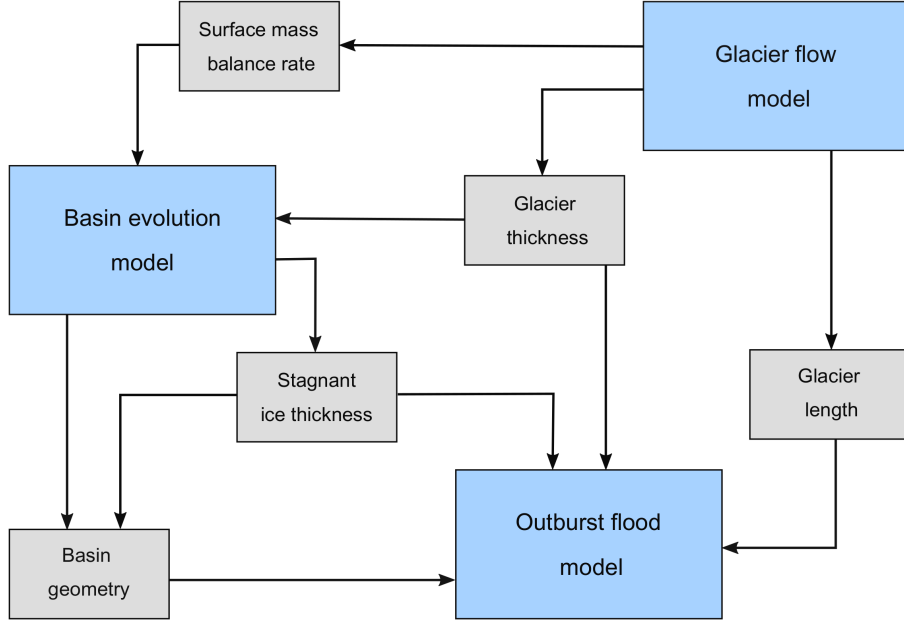 Surface mass
balance rate
Glacier flow
model
Basin evolution
model
Glacier
thickness
Stagnant
ice thickness
Glacier
length
Outburst flood
model
Basin
geometry